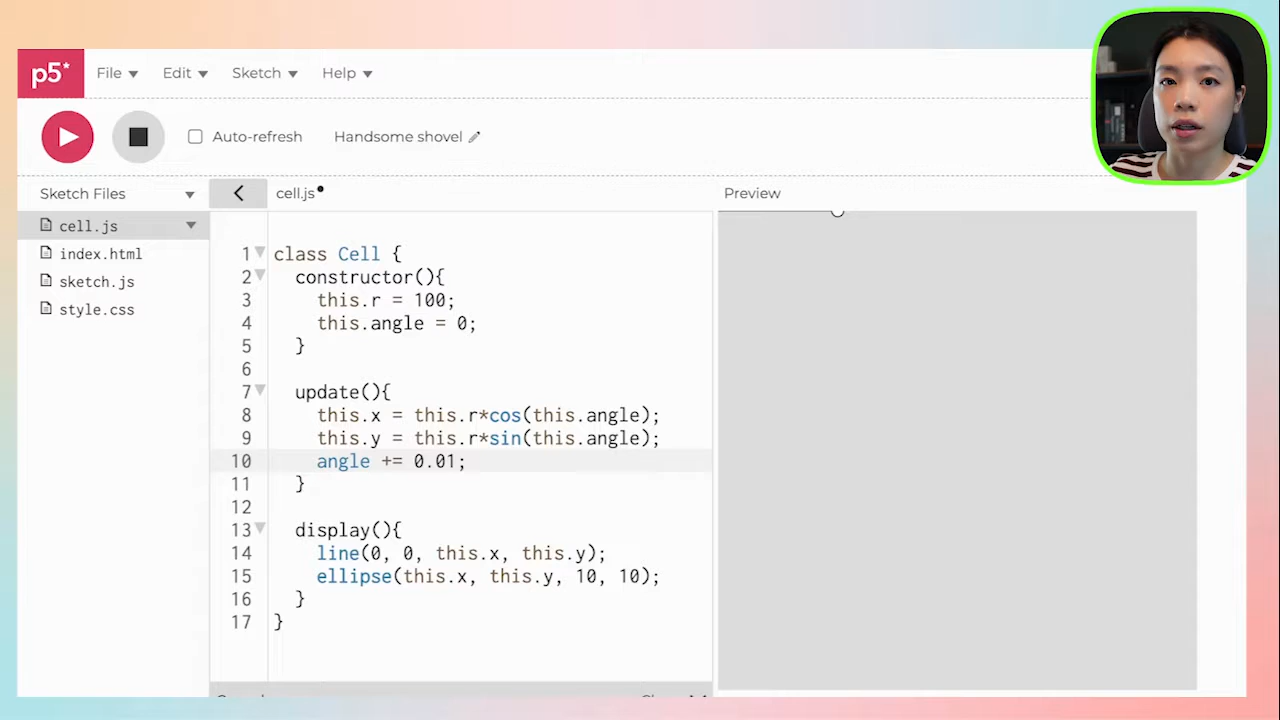 p5*
File Edit Sketch Help
Auto-refresh Handsome shovel
Sketch Files
cell.js
index.html
sketch.js
style.css
cell.js
Preview
1 class Cell {
2   constructor(){
3     this.r = 100;
4     this.angle = 0;
5   }
6
7   update(){
8     this.x = this.r*cos(this.angle);
9     this.y = this.r*sin(this.angle);
10     angle += 0.01;
11   }
12
13   display(){
14     line(0, 0, this.x, this.y);
15     ellipse(this.x, this.y, 10, 10);
16   }
17 }